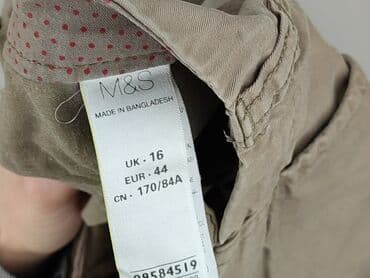 M&S
MADE IN BANGLADESH
UK · 16
EUR · 44
CN · 170/84A
08584519